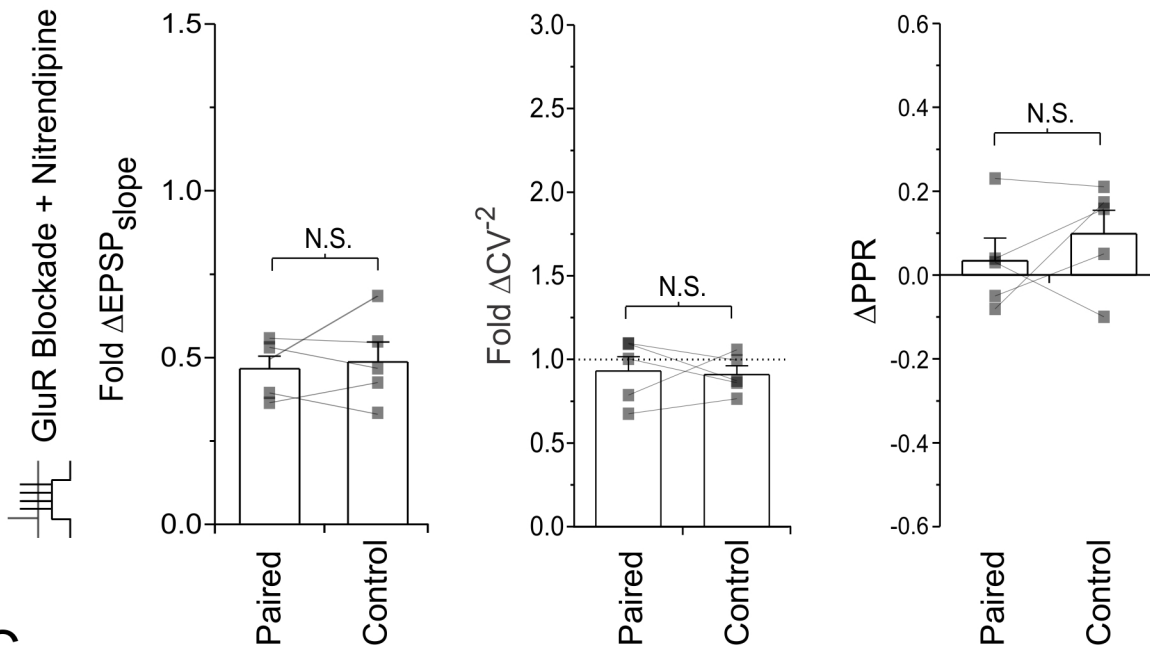 GluR Blockade + Nitrendipine
Fold ΔEPSPslope
1.5
1.0
0.5
0.0
N.S.
Paired
Control
Fold ΔCV-2
3.0
2.5
2.0
1.5
1.0
0.5
0.0
N.S.
Paired
Control
ΔPPR
0.6
0.4
0.2
0.0
-0.2
-0.4
-0.6
N.S.
Paired
Control